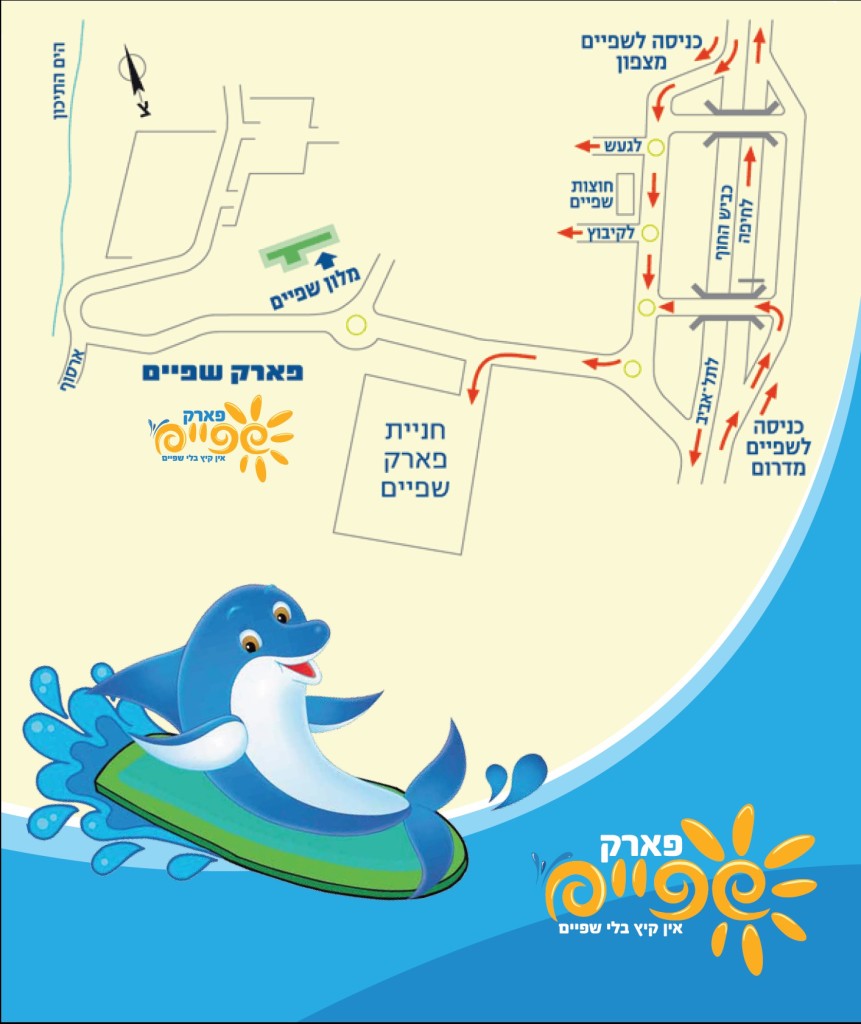 כניסה לשפיים
מצפון
הים התיכון
צ
לגעש
חוצות
שפיים
לקיבוץ
כביש החוף
לחיפה
מלון שפיים
ארסוף
פארק שפיים
פארק
שפיים
אין קיץ בלי שפיים
חניית
פארק
שפיים
לתל-אביב
כניסה
לשפיים
מדרום
פארק
שפיים
אין קיץ בלי שפיים